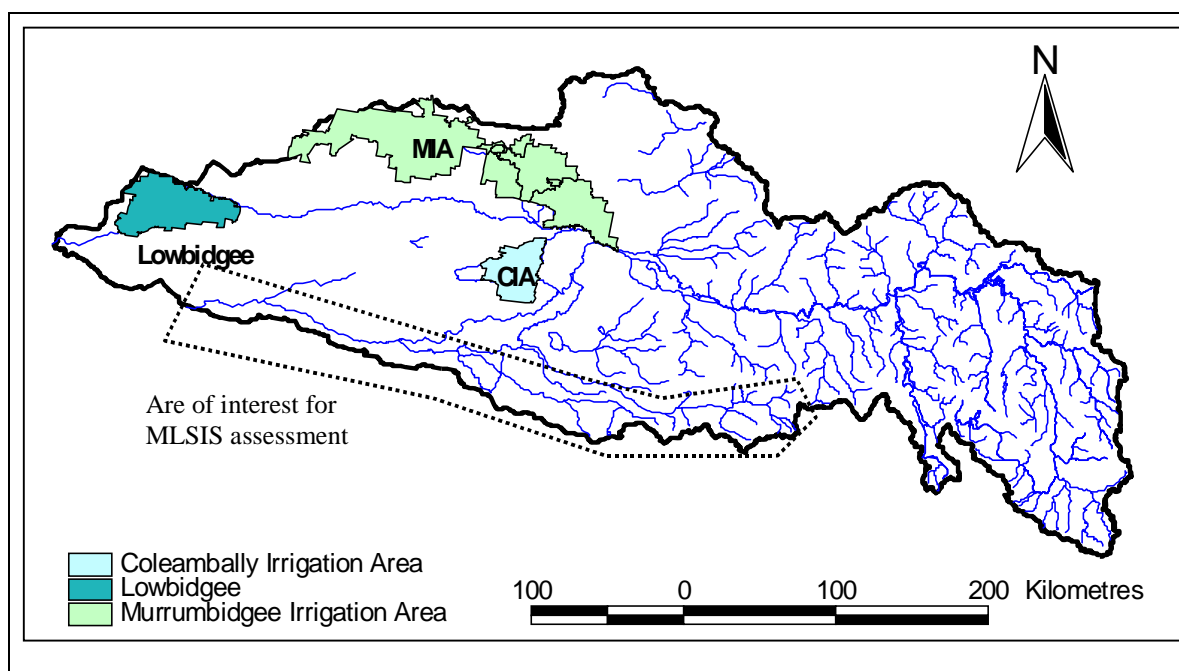 N
MIA
Lowbidgee
CIA
Are of interest for
MLSIS assessment
Coleambally Irrigation Area
Lowbidgee
Murrumbidgee Irrigation Area
100 0 100 200 Kilometres